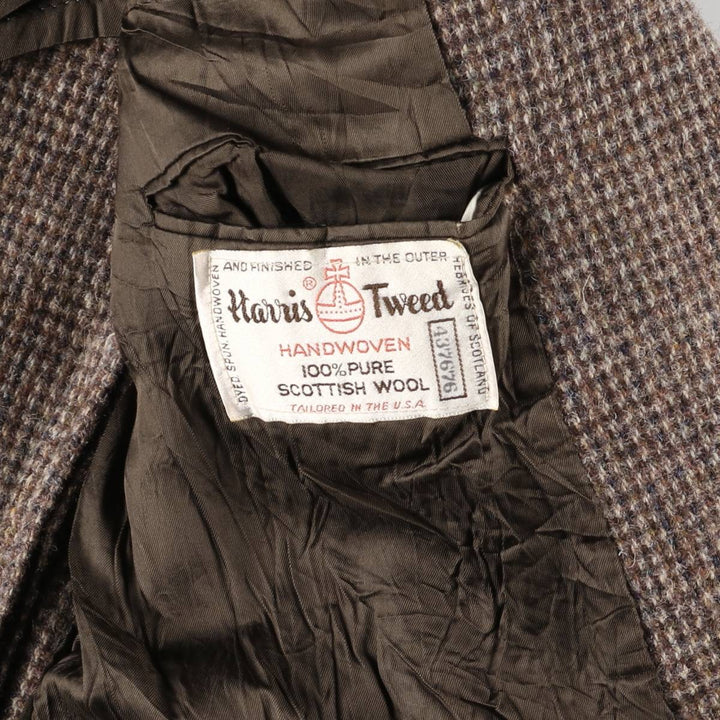 DYED, SPUN, HANDWOVEN
AND FINISHED IN THE OUTER
HEBRIDES OF SCOTLAND
Harris ® Tweed
HANDWOVEN
100% PURE
SCOTTISH WOOL
437676
TAILORED IN THE U.S.A.